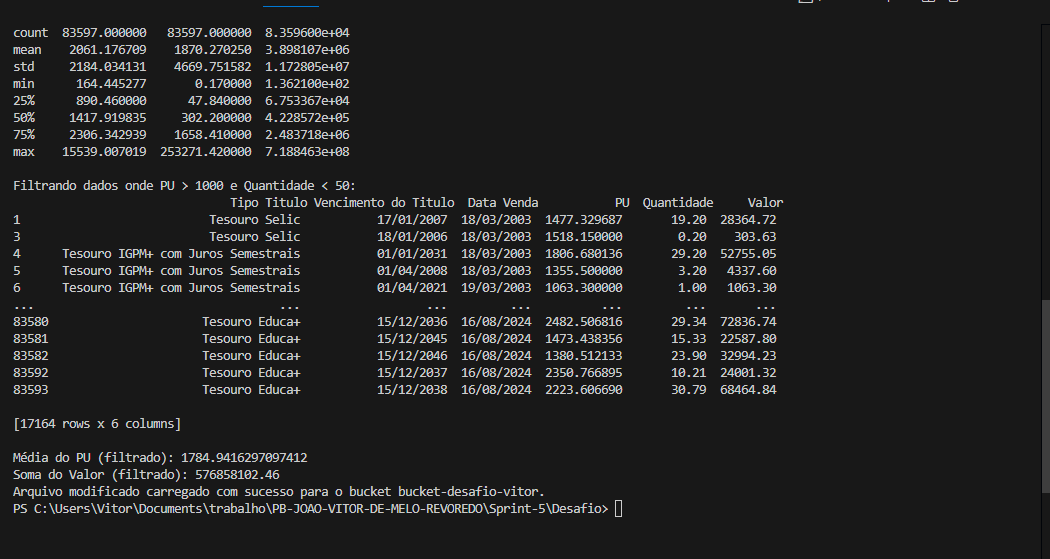 count  83597.000000   83597.000000  8.359600e+04
mean    2061.176709    1870.270250  3.898107e+06
std     2184.034131    4669.751582  1.172805e+07
min      164.445277       0.170000  1.362100e+02
25%      890.460000      47.840000  6.753367e+04
50%     1417.919835     302.200000  4.228572e+05
75%     2306.342939    1658.410000  2.483718e+06
max    15539.007019  253271.420000  7.188463e+08
Filtrando dados onde PU > 1000 e Quantidade < 50:
Tipo Titulo Vencimento do Titulo  Data Venda           PU  Quantidade     Valor
1                           Tesouro Selic           17/01/2007  18/03/2003  1477.329687       19.20  28364.72
3                           Tesouro Selic           18/01/2006  18/03/2003  1518.150000        0.20    303.63
4      Tesouro IGPM+ com Juros Semestrais           01/01/2031  18/03/2003  1806.680136       29.20  52755.05
5      Tesouro IGPM+ com Juros Semestrais           01/04/2008  18/03/2003  1355.500000        3.20   4337.60
6      Tesouro IGPM+ com Juros Semestrais           01/04/2021  19/03/2003  1063.300000        1.00   1063.30
...                                   ...                  ...         ...          ...         ...       ...
83580                      Tesouro Educa+           15/12/2036  16/08/2024  2482.506816       29.34  72836.74
83581                      Tesouro Educa+           15/12/2045  16/08/2024  1473.438356       15.33  22587.80
83582                      Tesouro Educa+           15/12/2046  16/08/2024  1380.512133       23.90  32994.23
83592                      Tesouro Educa+           15/12/2037  16/08/2024  2350.766895       10.21  24001.32
83593                      Tesouro Educa+           15/12/2038  16/08/2024  2223.606690       30.79  68464.84
[17164 rows x 6 columns]
Média do PU (filtrado): 1784.9416297097412
Soma do Valor (filtrado): 576858102.46
Arquivo modificado carregado com sucesso para o bucket bucket-desafio-vitor.
PS C:\Users\Vitor\Documents\trabalho\PB-JOAO-VITOR-DE-MELO-REVOREDO\Sprint-5\Desafio>